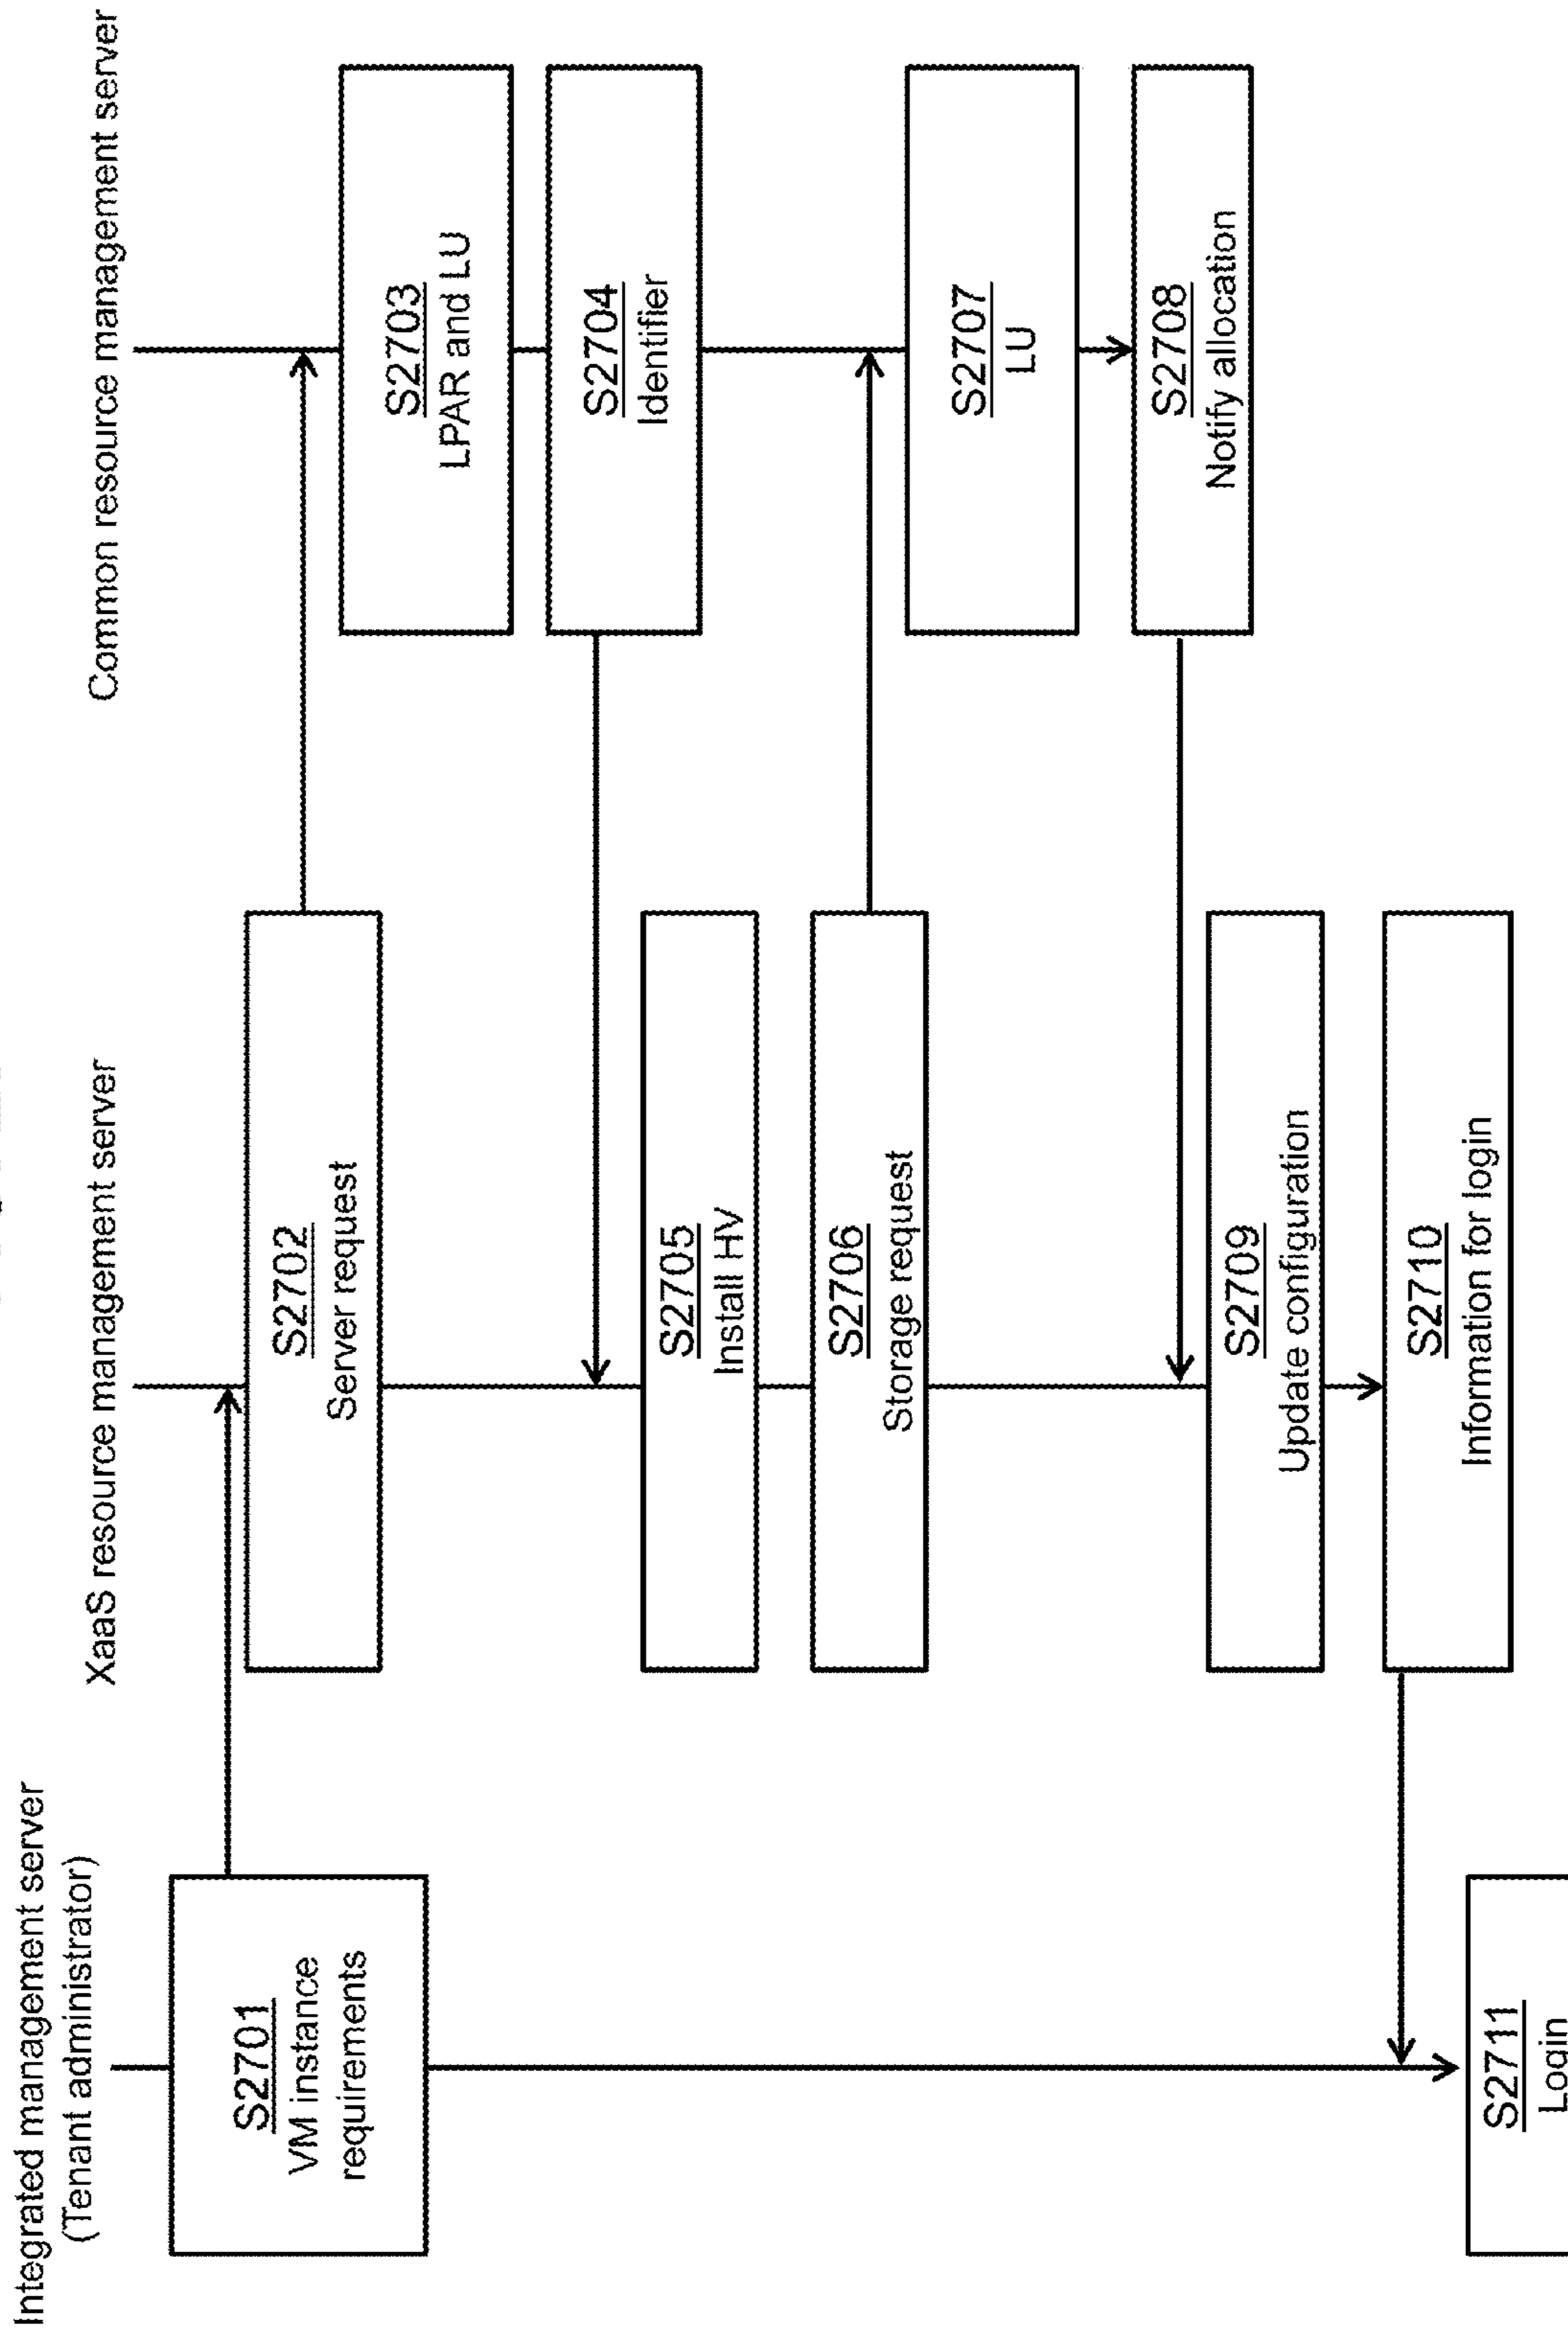 Integrated management server
(Tenant administrator)
XaaS resource management server
Common resource management server
S2701
VM instance
requirements
S2702
Server request
S2703
LPAR and LU
S2704
Identifier
S2705
Install HV
S2706
Storage request
S2707
LU
S2708
Notify allocation
S2709
Update configuration
S2710
Information for login
S2711
Login